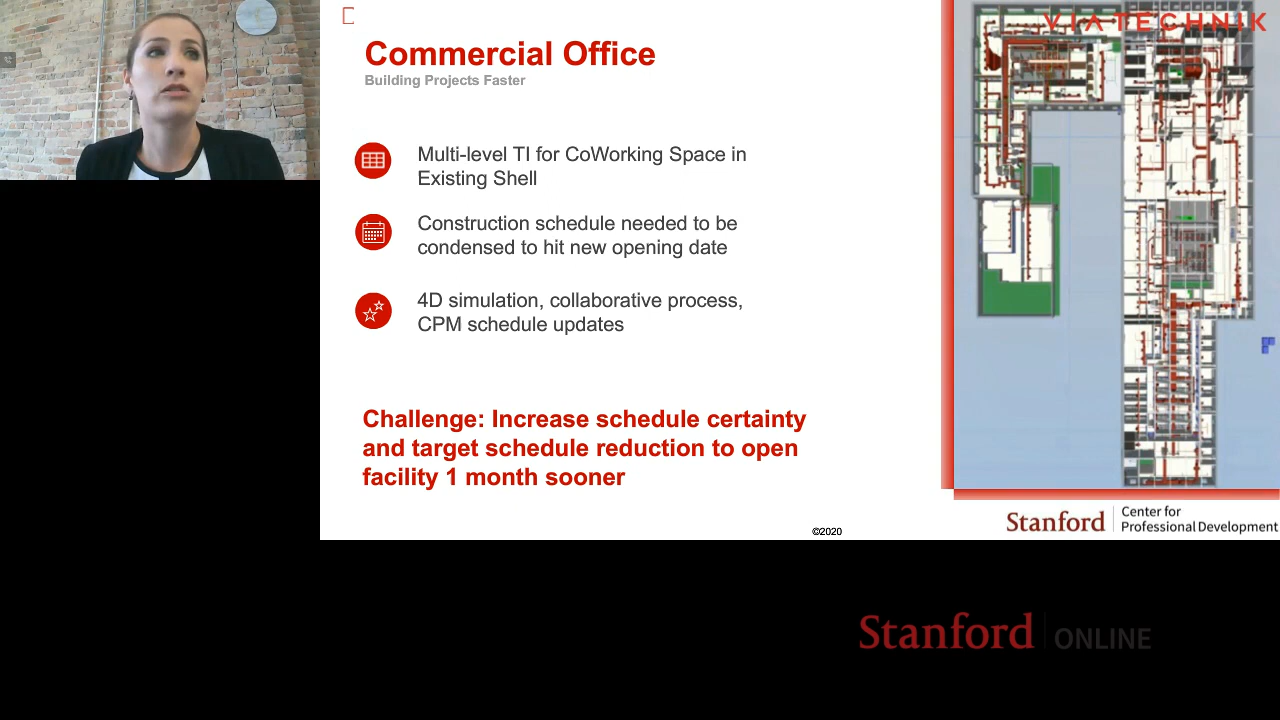 VIATECHNIK
Commercial Office
Building Projects Faster
Multi-level TI for CoWorking Space in
Existing Shell
Construction schedule needed to be
condensed to hit new opening date
4D simulation, collaborative process,
CPM schedule updates
Challenge: Increase schedule certainty
and target schedule reduction to open
facility 1 month sooner
©2020
Stanford
Center for
Professional Development
Stanford
ONLINE